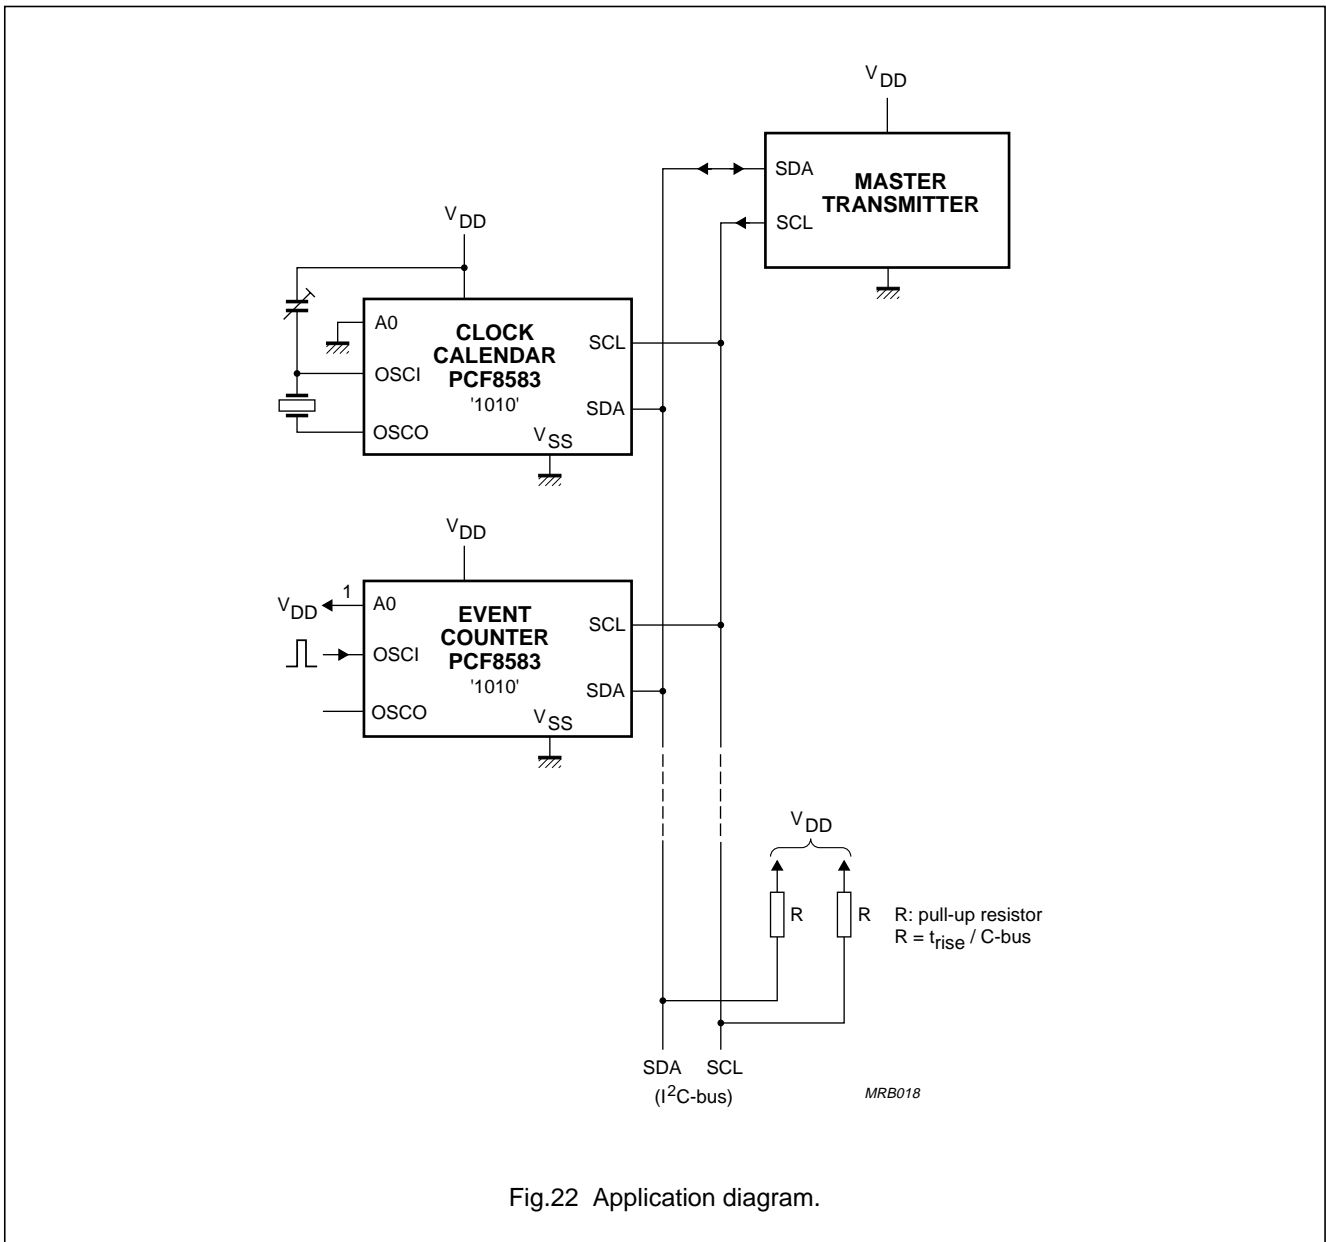 VDD
SDA
MASTER
TRANSMITTER
SCL
VDD
A0
CLOCK
CALENDAR
PCF8583
'1010'
SCL
OSCI
SDA
OSCO
VSS
VDD
VDD
1
A0
EVENT
COUNTER
PCF8583
'1010'
SCL
OSCI
SDA
OSCO
VSS
VDD
R
R
R: pull-up resistor
R = trise / C-bus
SDA
SCL
(I²C-bus)
MRB018
Fig.22 Application diagram.